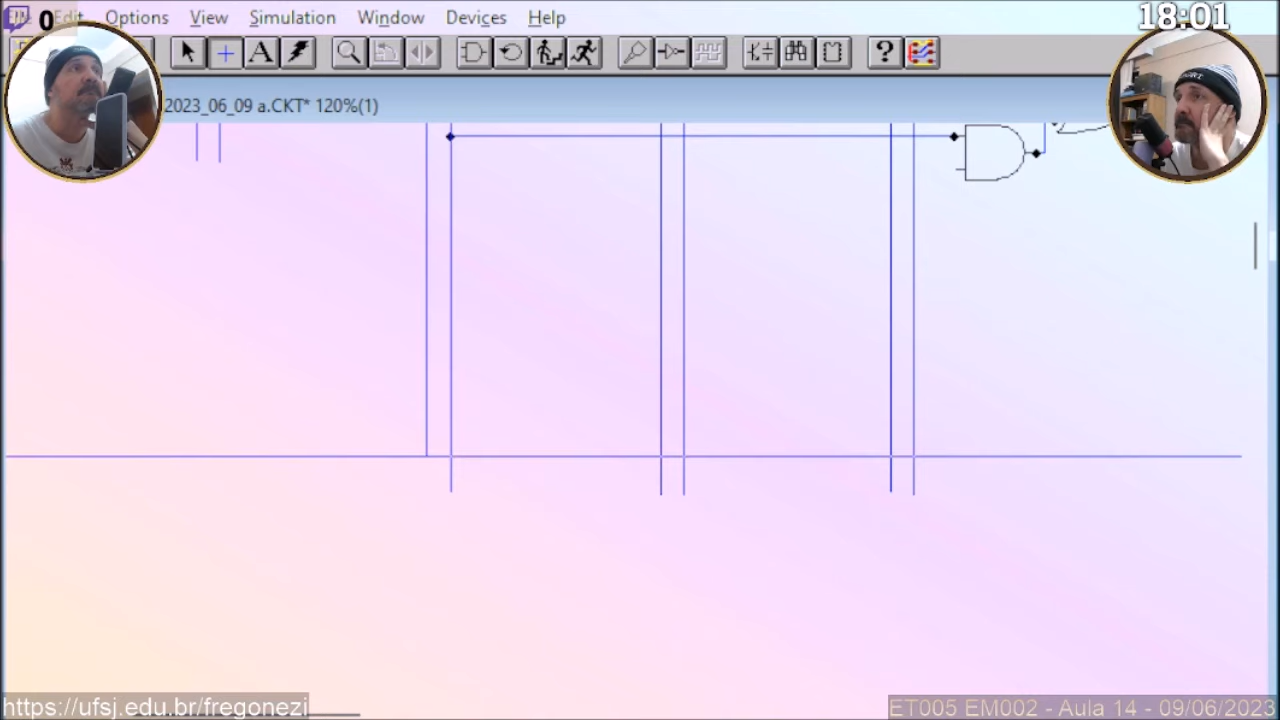 0
Edit Options View Simulation Window Devices Help
18:01
A
?
2023_06_09 a.CKT* 120%(1)
https://ufsj.edu.br/fregonezi
ET005 EM002 - Aula 14 - 09/06/2023